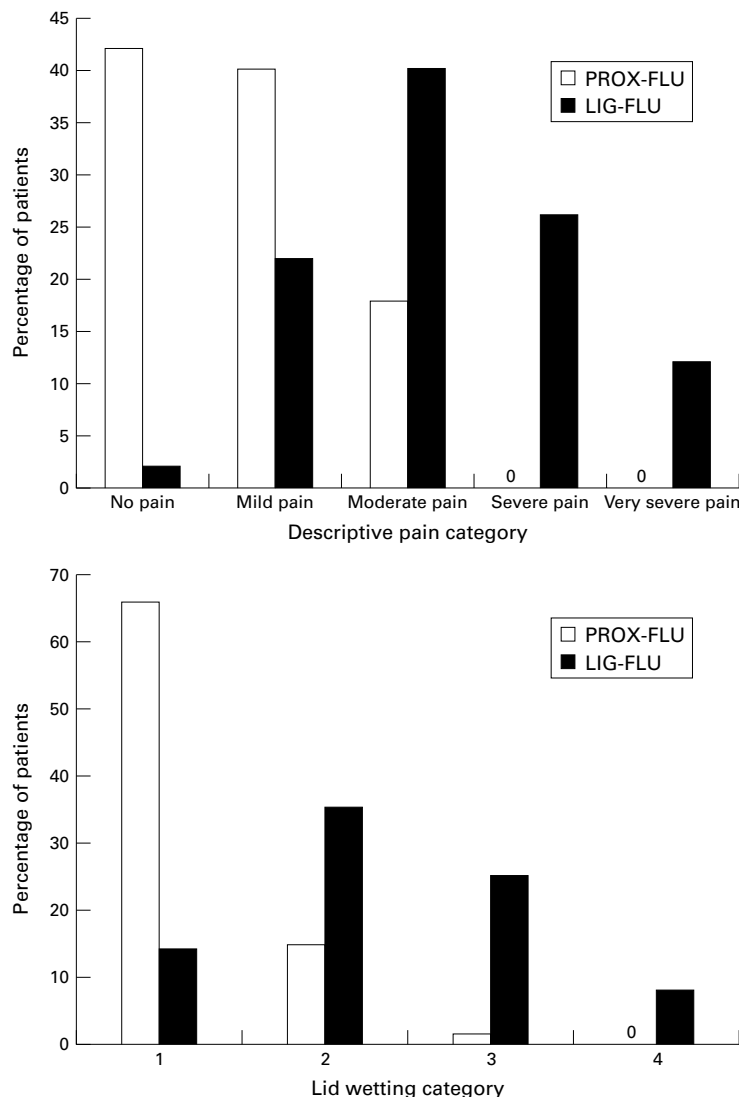 45
40
35
30
25
20
15
10
5
0
Percentage of patients
PROX-FLU
LIG-FLU
0 0
No pain Mild pain Moderate pain Severe pain Very severe pain
Descriptive pain category
70
60
50
40
30
20
10
0
Percentage of patients
PROX-FLU
LIG-FLU
0
1 2 3 4
Lid wetting category